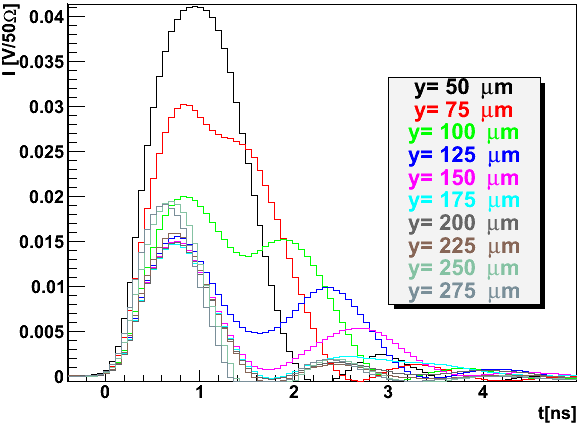 I [V/50Ω]
0.04
0.035
0.03
0.025
0.02
0.015
0.01
0.005
0
0 1 2 3 4
t[ns]
y= 50 μm
y= 75 μm
y= 100 μm
y= 125 μm
y= 150 μm
y= 175 μm
y= 200 μm
y= 225 μm
y= 250 μm
y= 275 μm